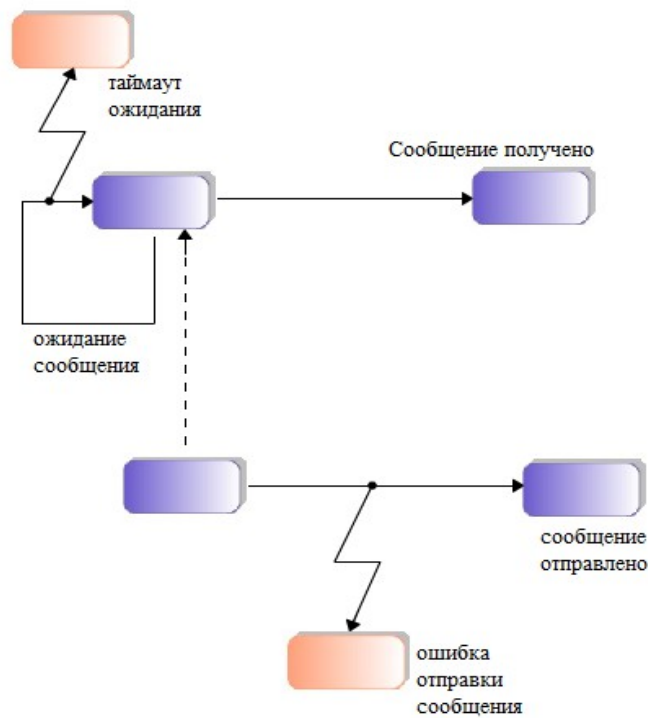 таймаут
ожидания
Сообщение получено
ожидание
сообщения
сообщение
отправлено
ошибка
отправки
сообщения